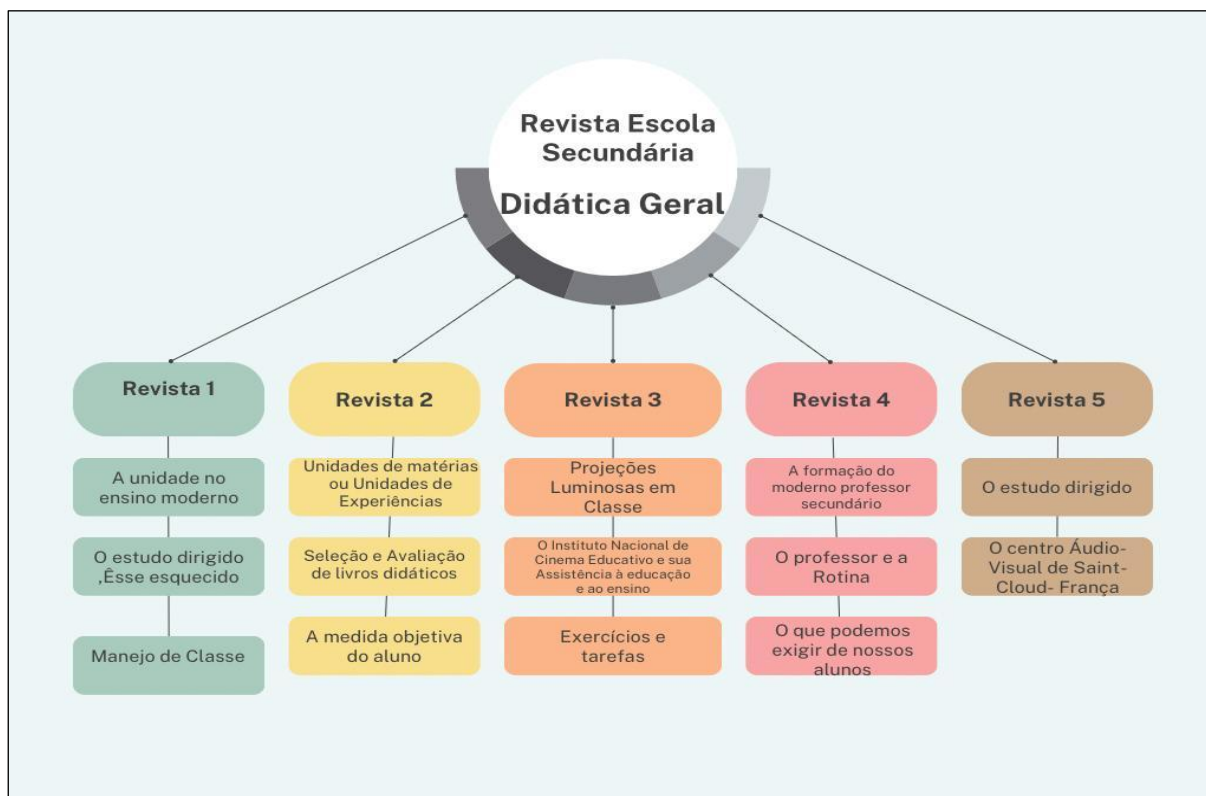 Revista Escola
Secundária
Didática Geral
Revista 1
A unidade no
ensino moderno
O estudo dirigido
,Êsse esquecido
Manejo de Classe
Revista 2
Unidades de matérias
ou Unidades de
Experiências
Seleção e Avaliação
de livros didáticos
A medida objetiva
do aluno
Revista 3
Projeções
Luminosas em
Classe
O Instituto Nacional de
Cinema Educativo e sua
Assistência à educação
e ao ensino
Exercícios e
tarefas
Revista 4
A formação do
moderno professor
secundário
O professor e a
Rotina
O que podemos
exigir de nossos
alunos
Revista 5
O estudo dirigido
O centro Áudio-
Visual de Saint-
Cloud- França